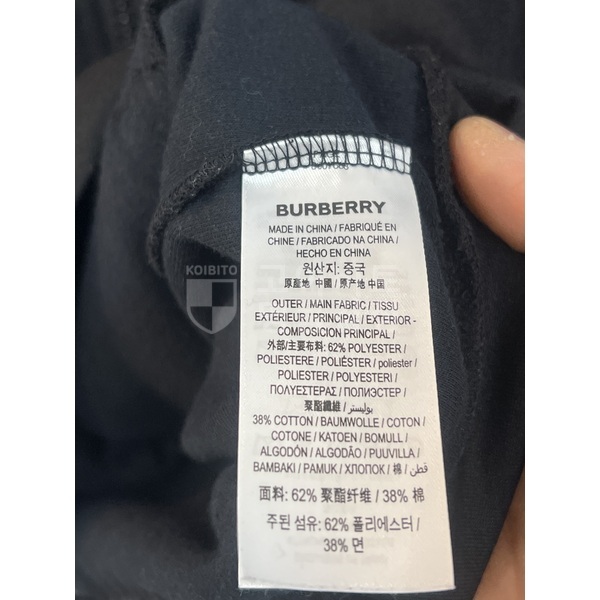 BURBERRY
MADE IN CHINA / FABRIQUÉ EN
CHINE / FABRICADO NA CHINA /
HECHO EN CHINA
원산지: 중국
原產地 中國 / 原产地 中国
OUTER / MAIN FABRIC / TISSU
EXTÉRIEUR / PRINCIPAL / EXTERIOR -
COMPOSICION PRINCIPAL /
外部/主要布料: 62% POLYESTER /
POLIESTERE / POLIÉSTER / poliester /
POLIESTER / POLYESTERI /
ΠΟΛΥΕΣΤΕΡΑΣ / ПОЛИЭСТЕР /
聚酯纖維 / بوليستر /
38% COTTON / BAUMWOLLE / COTON /
COTONE / KATOEN / BOMULL /
ALGODÓN / ALGODÃO / PUUVILLA /
BAMBAKI / PAMUK / ХЛОПОК / 棉 / قطن /
面料: 62% 聚酯纤维 / 38% 棉
주된 섬유: 62% 폴리에스터 /
38% 면
KOIBITO